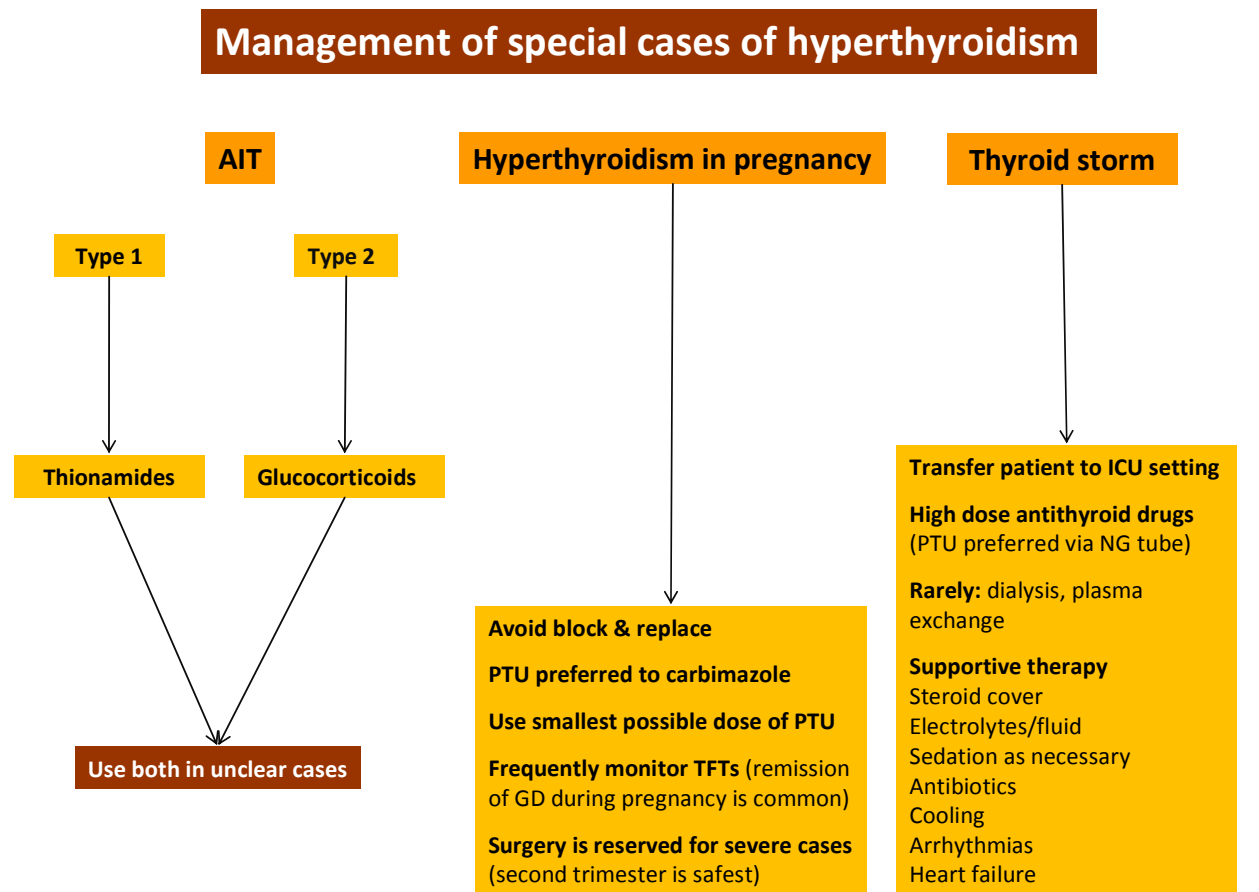 Management of special cases of hyperthyroidism
AIT
Type 1
Type 2
Thionamides
Glucocorticoids
Use both in unclear cases
Hyperthyroidism in pregnancy
Avoid block & replace
PTU preferred to carbimazole
Use smallest possible dose of PTU
Frequently monitor TFTs (remission
of GD during pregnancy is common)
Surgery is reserved for severe cases
(second trimester is safest)
Thyroid storm
Transfer patient to ICU setting
High dose antithyroid drugs
(PTU preferred via NG tube)
Rarely: dialysis, plasma
exchange
Supportive therapy
Steroid cover
Electrolytes/fluid
Sedation as necessary
Antibiotics
Cooling
Arrhythmias
Heart failure